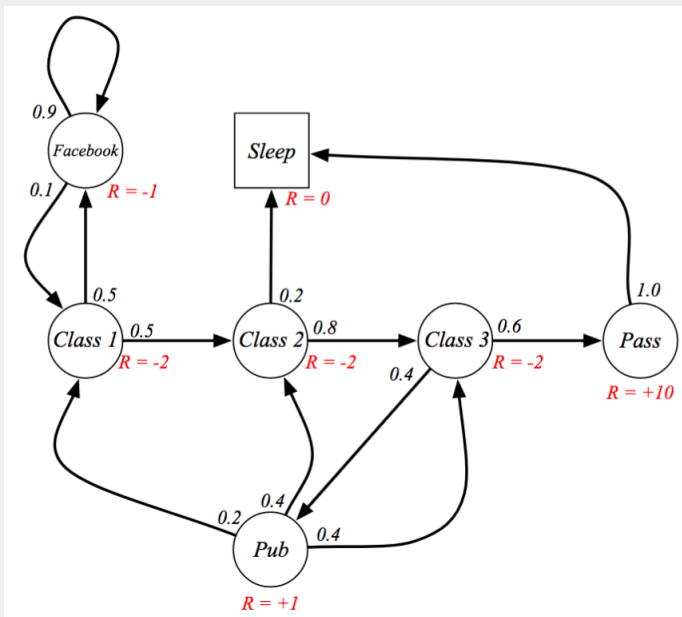 0.9
Facebook
Sleep
0.1
R = -1
R = 0
0.5
0.2
1.0
Class 1
0.5
Class 2
0.8
Class 3
0.6
Pass
R = -2
R = -2
R = -2
0.4
R = +10
0.4
0.2
0.4
Pub
R = +1